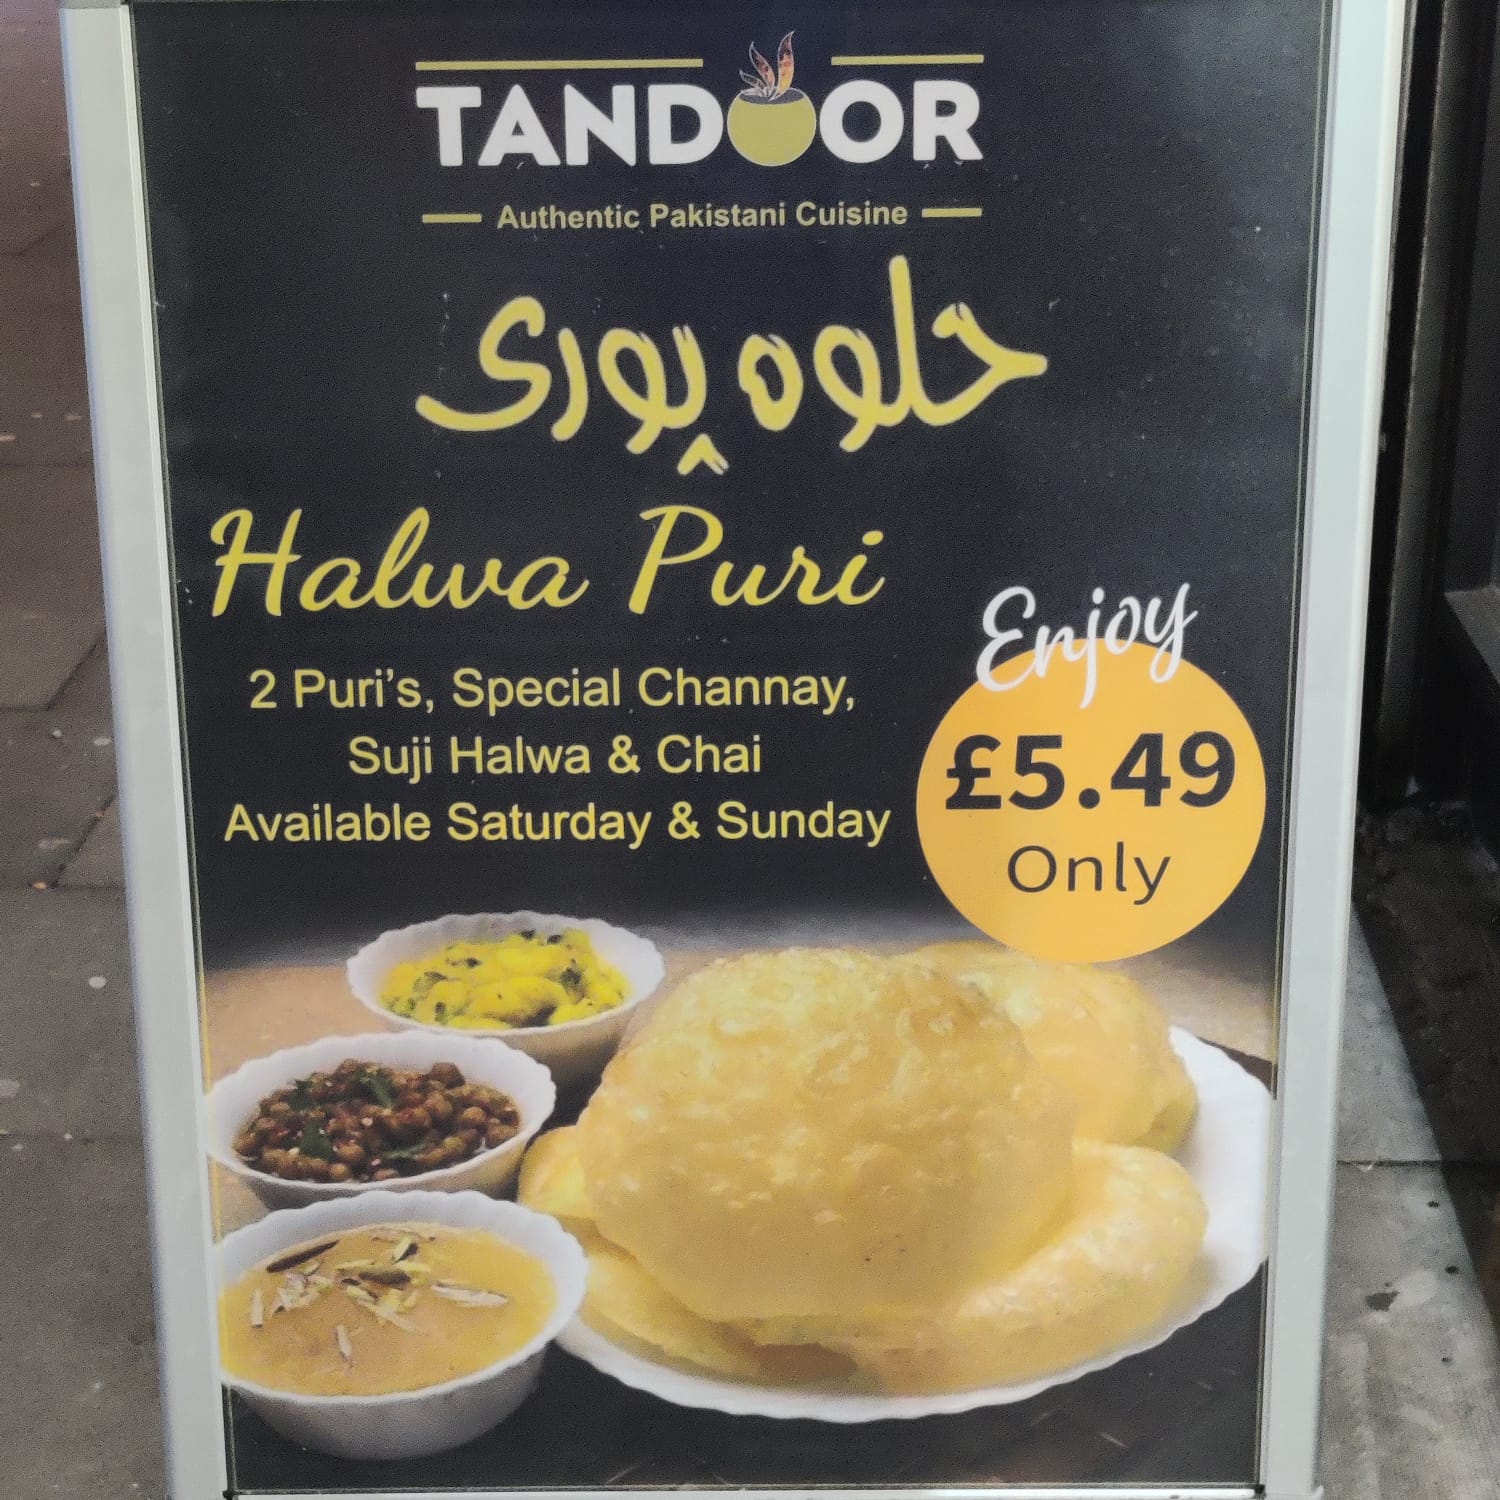 TANDOOR
Authentic Pakistani Cuisine
حلوہ پوری
Halwa Puri
2 Puri's, Special Channay,
Suji Halwa & Chai
Available Saturday & Sunday
Enjoy
£5.49
Only